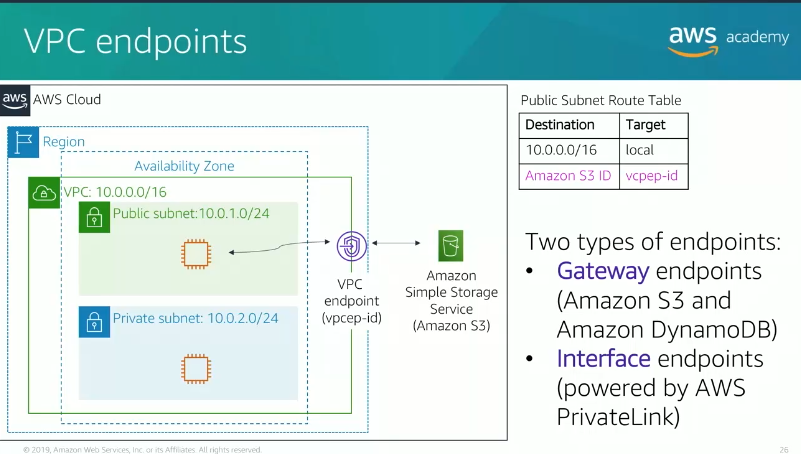 VPC endpoints
aws academy
aws
AWS Cloud
Region
Availability Zone
VPC: 10.0.0.0/16
Public subnet:10.0.1.0/24
VPC
endpoint
(vpcep-id)
Amazon
Simple Storage
Service
(Amazon S3)
Private subnet: 10.0.2.0/24
Public Subnet Route Table
Destination Target
10.0.0.0/16 local
Amazon S3 ID vcpep-id
Two types of endpoints:
• Gateway endpoints
(Amazon S3 and
Amazon DynamoDB)
• Interface endpoints
(powered by AWS
PrivateLink)
© 2019, Amazon Web Services, Inc. or its Affiliates. All rights reserved.
26